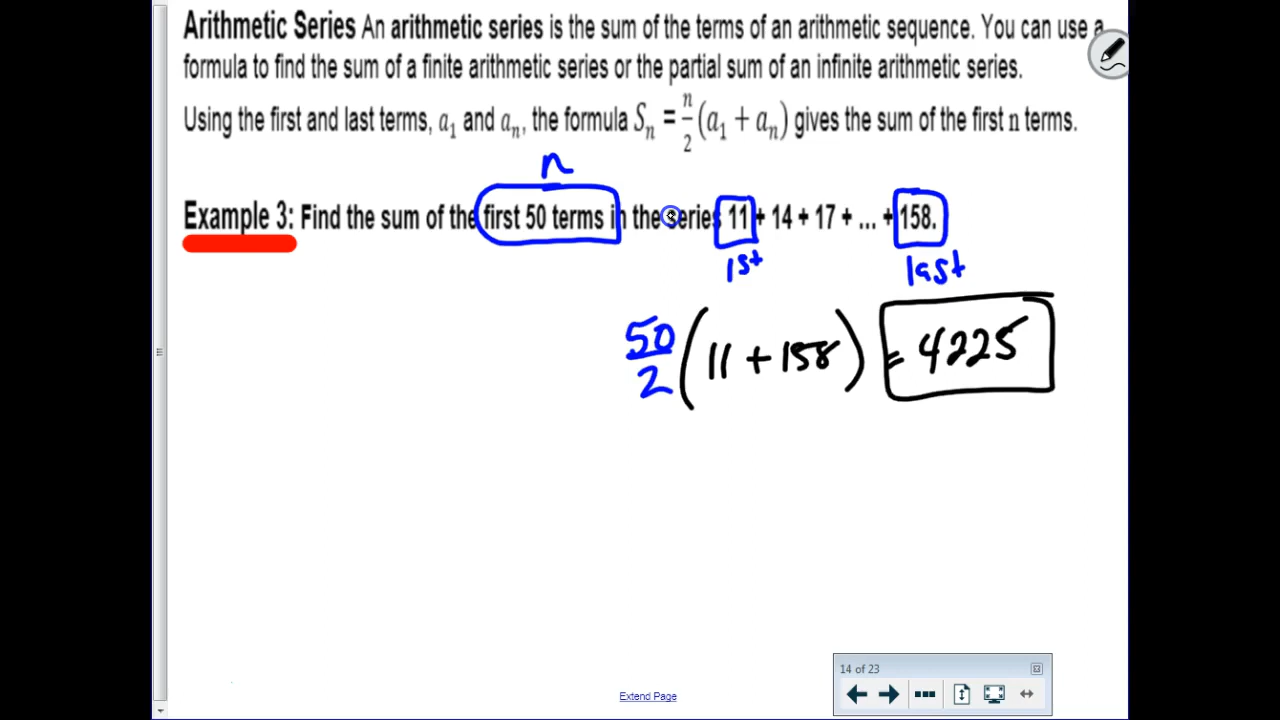 Arithmetic Series An arithmetic series is the sum of the terms of an arithmetic sequence. You can use a
formula to find the sum of a finite arithmetic series or the partial sum of an infinite arithmetic series.
Using the first and last terms, a₁ and aₙ, the formula Sₙ = n/2 (a₁ + aₙ) gives the sum of the first n terms.
n
Example 3: Find the sum of the first 50 terms in the series 11 + 14 + 17 + ... + 158.
1st last
50/2 (11 + 158) = 4225
14 of 23
Extend Page